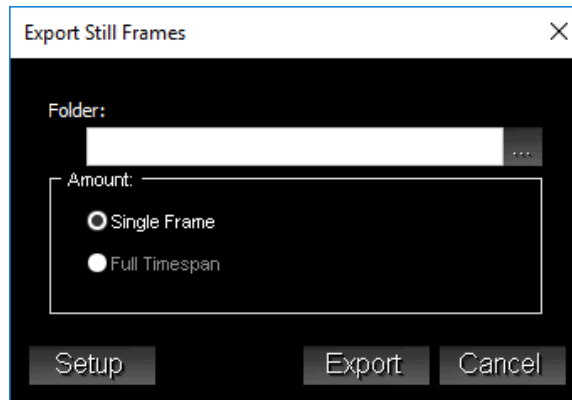 Export Still Frames
Folder:
...
Amount:
Single Frame
Full Timespan
Setup Export Cancel